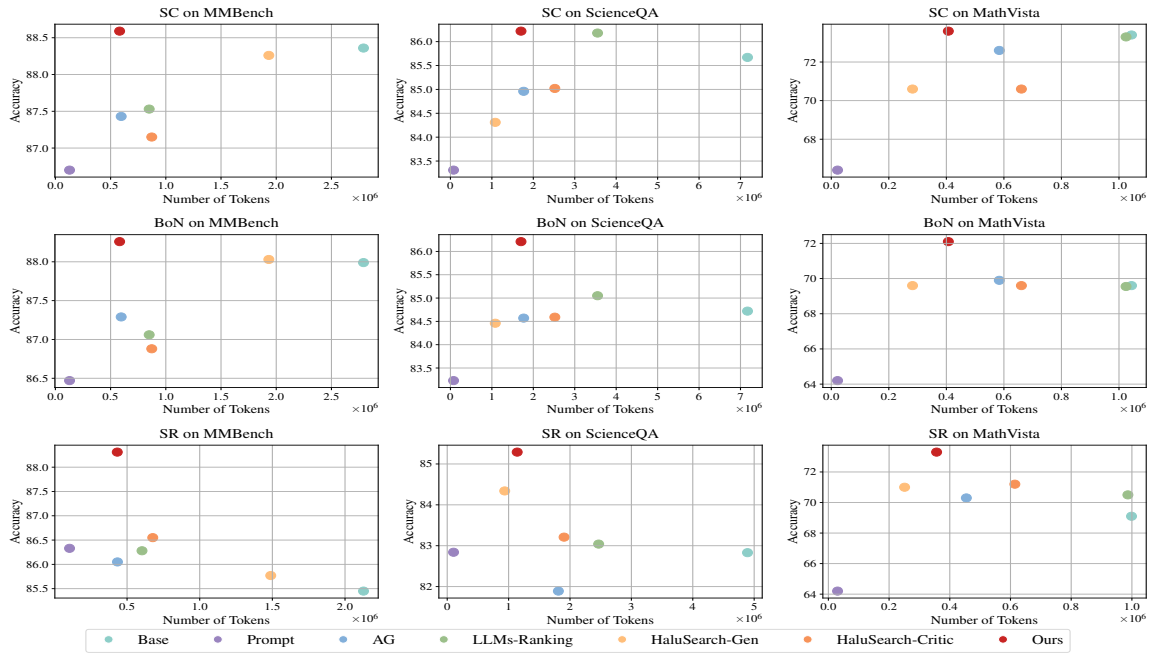 SC on MMBench
SC on ScienceQA
SC on MathVista
Accuracy
88.5
88.0
87.5
87.0
0.0 0.5 1.0 1.5 2.0 2.5
Number of Tokens
×10⁶
Accuracy
86.0
85.5
85.0
84.5
84.0
83.5
0 1 2 3 4 5 6 7
Number of Tokens
×10⁶
Accuracy
72
70
68
0.0 0.2 0.4 0.6 0.8 1.0
Number of Tokens
×10⁶
BoN on MMBench
BoN on ScienceQA
BoN on MathVista
Accuracy
88.0
87.5
87.0
86.5
0.0 0.5 1.0 1.5 2.0 2.5
Number of Tokens
×10⁶
Accuracy
86.0
85.5
85.0
84.5
84.0
83.5
0 1 2 3 4 5 6 7
Number of Tokens
×10⁶
Accuracy
72
70
68
66
64
0.0 0.2 0.4 0.6 0.8 1.0
Number of Tokens
×10⁶
SR on MMBench
SR on ScienceQA
SR on MathVista
Accuracy
88.0
87.5
87.0
86.5
86.0
85.5
0.5 1.0 1.5 2.0
Number of Tokens
×10⁶
Accuracy
85
84
83
82
0 1 2 3 4 5
Number of Tokens
×10⁶
Accuracy
72
70
68
66
64
0.0 0.2 0.4 0.6 0.8 1.0
Number of Tokens
×10⁶
Base Prompt AG LLMs-Ranking HaluSearch-Gen HaluSearch-Critic Ours